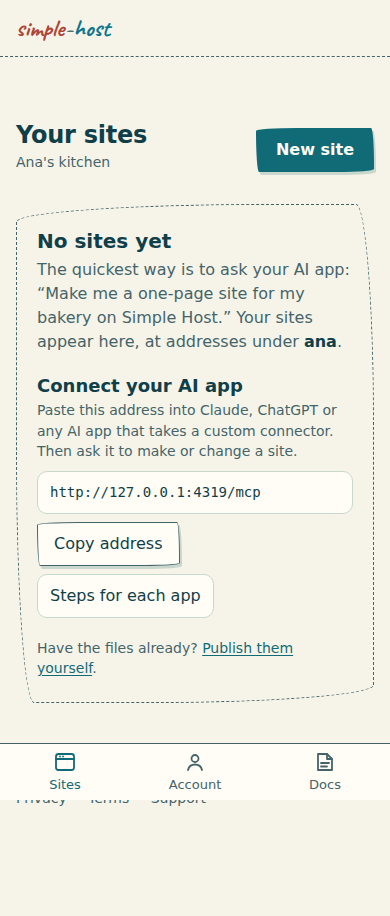 simple-host
Your sites
Ana's kitchen
New site
No sites yet
The quickest way is to ask your AI app:
“Make me a one-page site for my
bakery on Simple Host.” Your sites
appear here, at addresses under ana.
Connect your AI app
Paste this address into Claude, ChatGPT or
any AI app that takes a custom connector.
Then ask it to make or change a site.
http://127.0.0.1:4319/mcp
Copy address
Steps for each app
Have the files already? Publish them
yourself.
Sites
Account
Docs
Privacy Terms Support